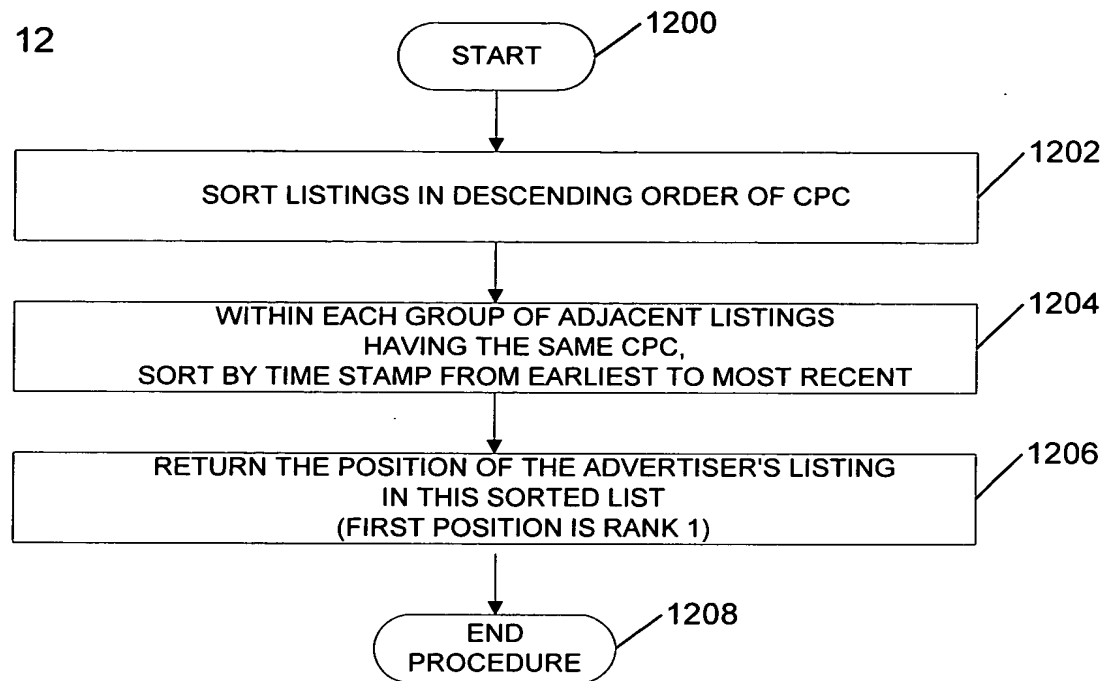 12
START
1200
SORT LISTINGS IN DESCENDING ORDER OF CPC
1202
WITHIN EACH GROUP OF ADJACENT LISTINGS
HAVING THE SAME CPC,
SORT BY TIME STAMP FROM EARLIEST TO MOST RECENT
1204
RETURN THE POSITION OF THE ADVERTISER'S LISTING
IN THIS SORTED LIST
(FIRST POSITION IS RANK 1)
1206
END
PROCEDURE
1208